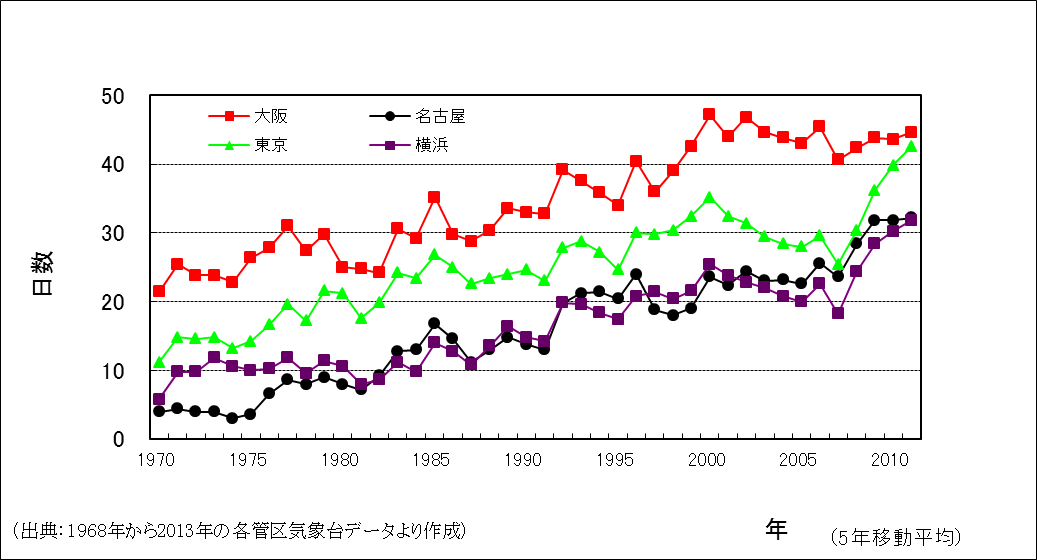 50
40
30
20
10
0
日数
大阪
名古屋
東京
横浜
1970 1975 1980 1985 1990 1995 2000 2005 2010
年
(出典: 1968年から2013年の各管区気象台データより作成)
(5年移動平均)